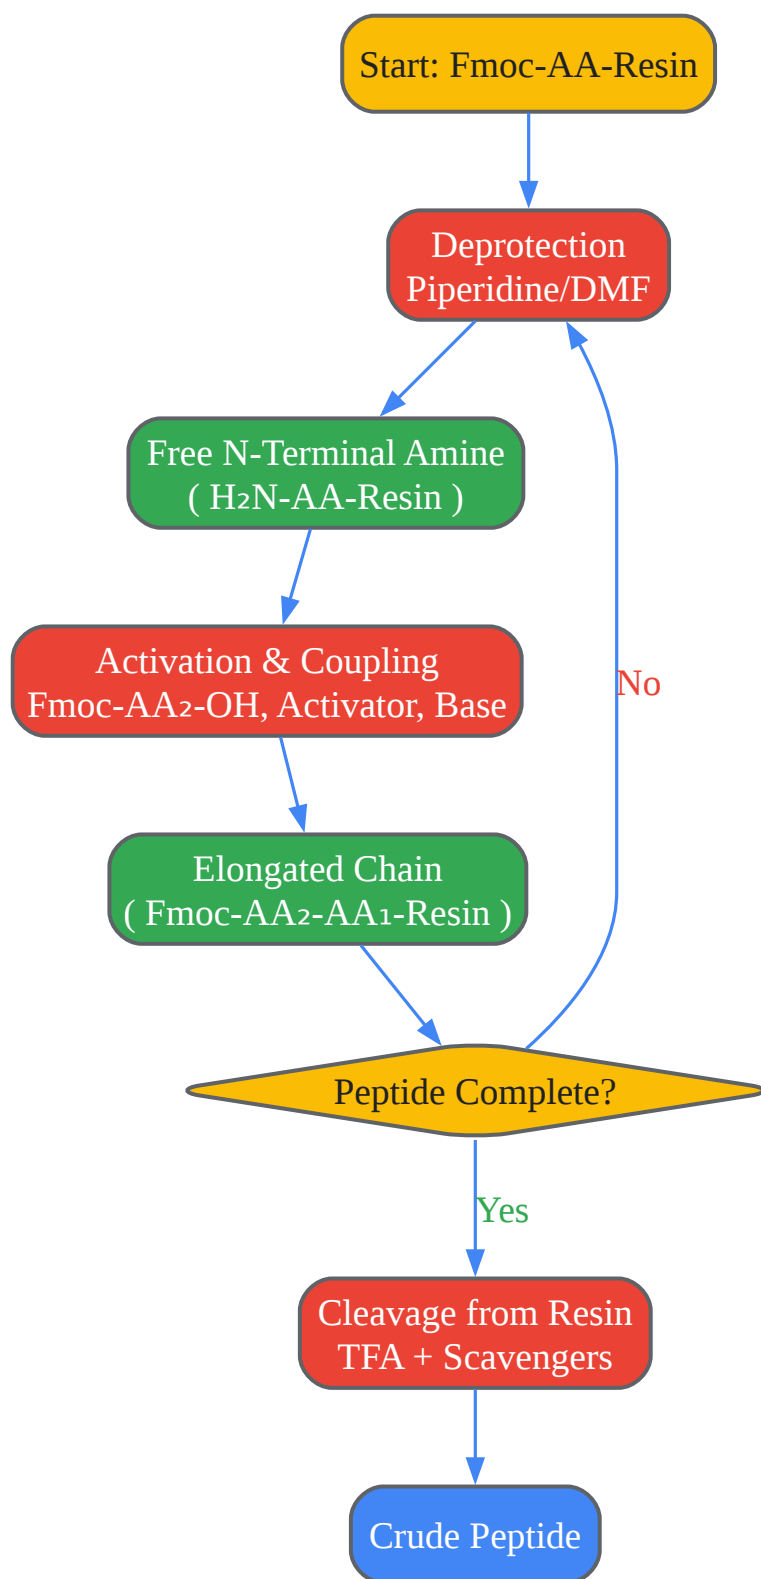 Start: Fmoc-AA-Resin
Deprotection
Piperidine/DMF
Free N-Terminal Amine
( H₂N-AA-Resin )
Activation & Coupling
Fmoc-AA₂-OH, Activator, Base
No
Elongated Chain
( Fmoc-AA₂-AA₁-Resin )
Peptide Complete?
Yes
Cleavage from Resin
TFA + Scavengers
Crude Peptide